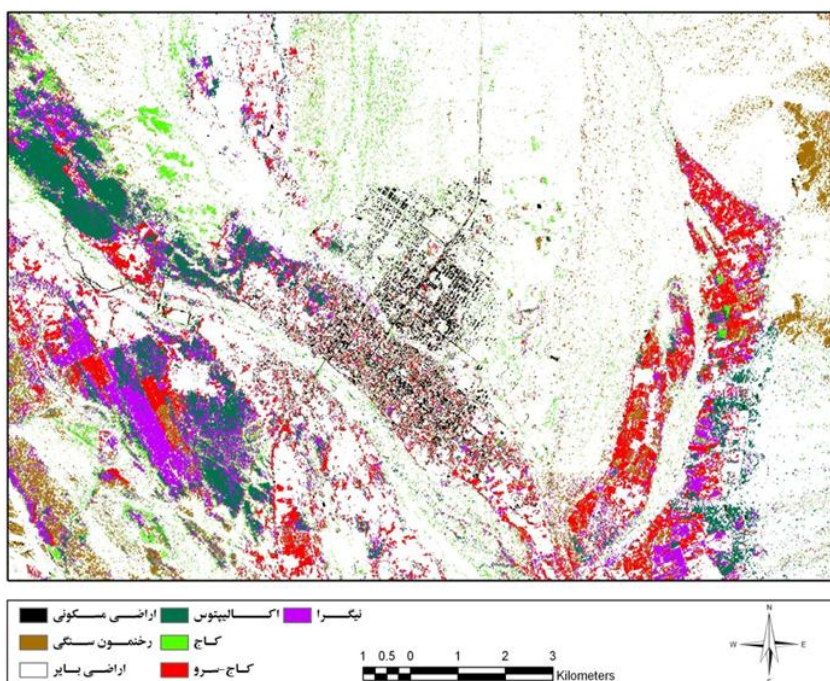 اراضی مسکونی
اکالیپتوس
نیگرا
رخنمون سنگی
کاج
اراضی بایر
کاج-سرو
1 0.5 0 1 2 3
Kilometers
N
W E
S